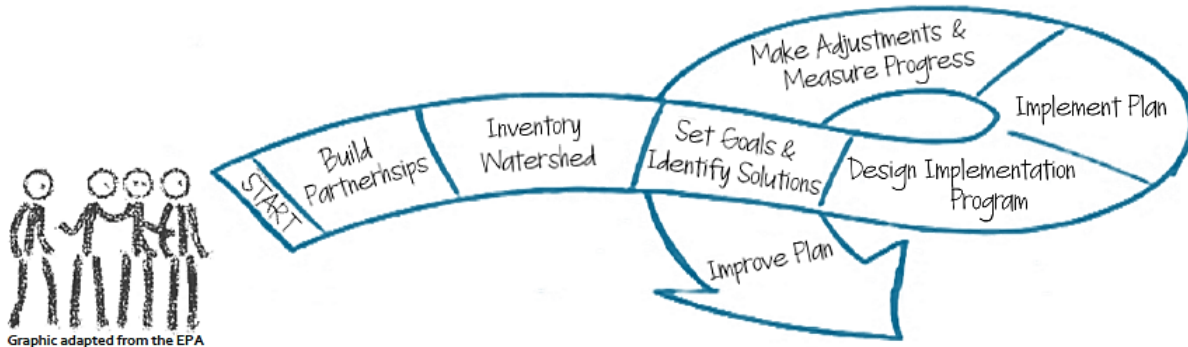 START
Build
Partnerhsips
Inventory
Watershed
Set Goals &
Identify Solutions
Design Implementation
Program
Implement Plan
Make Adjustments &
Measure Progress
Improve Plan
Graphic adapted from the EPA